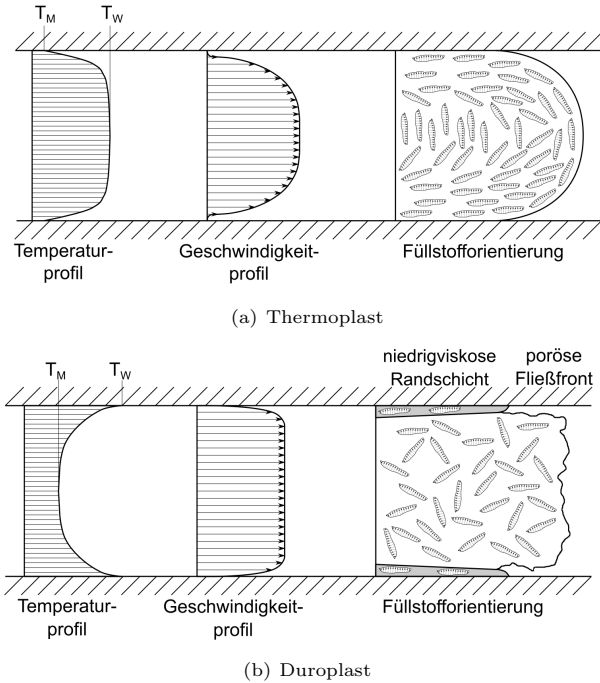 T_M T_W
Temperatur-
profil
Geschwindigkeit-
profil
Füllstofforientierung
(a) Thermoplast
niedrigviskose
Randschicht
poröse
Fließfront
T_M T_W
Temperatur-
profil
Geschwindigkeit-
profil
Füllstofforientierung
(b) Duroplast